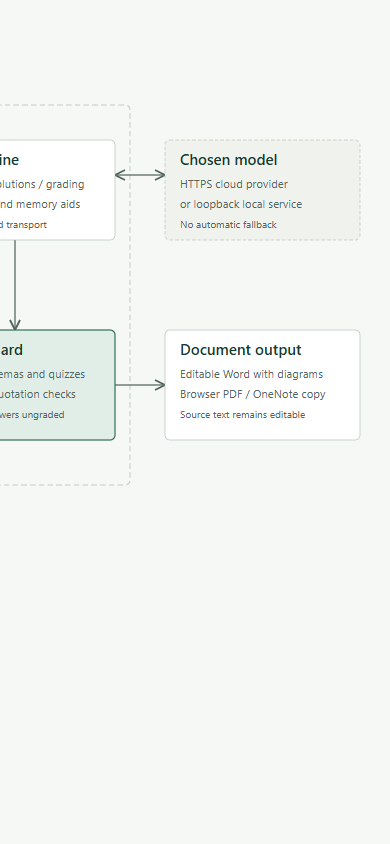 ine
olutions / grading
nd memory aids
d transport
Chosen model
HTTPS cloud provider
or loopback local service
No automatic fallback
ard
emas and quizzes
uotation checks
wers ungraded
Document output
Editable Word with diagrams
Browser PDF / OneNote copy
Source text remains editable